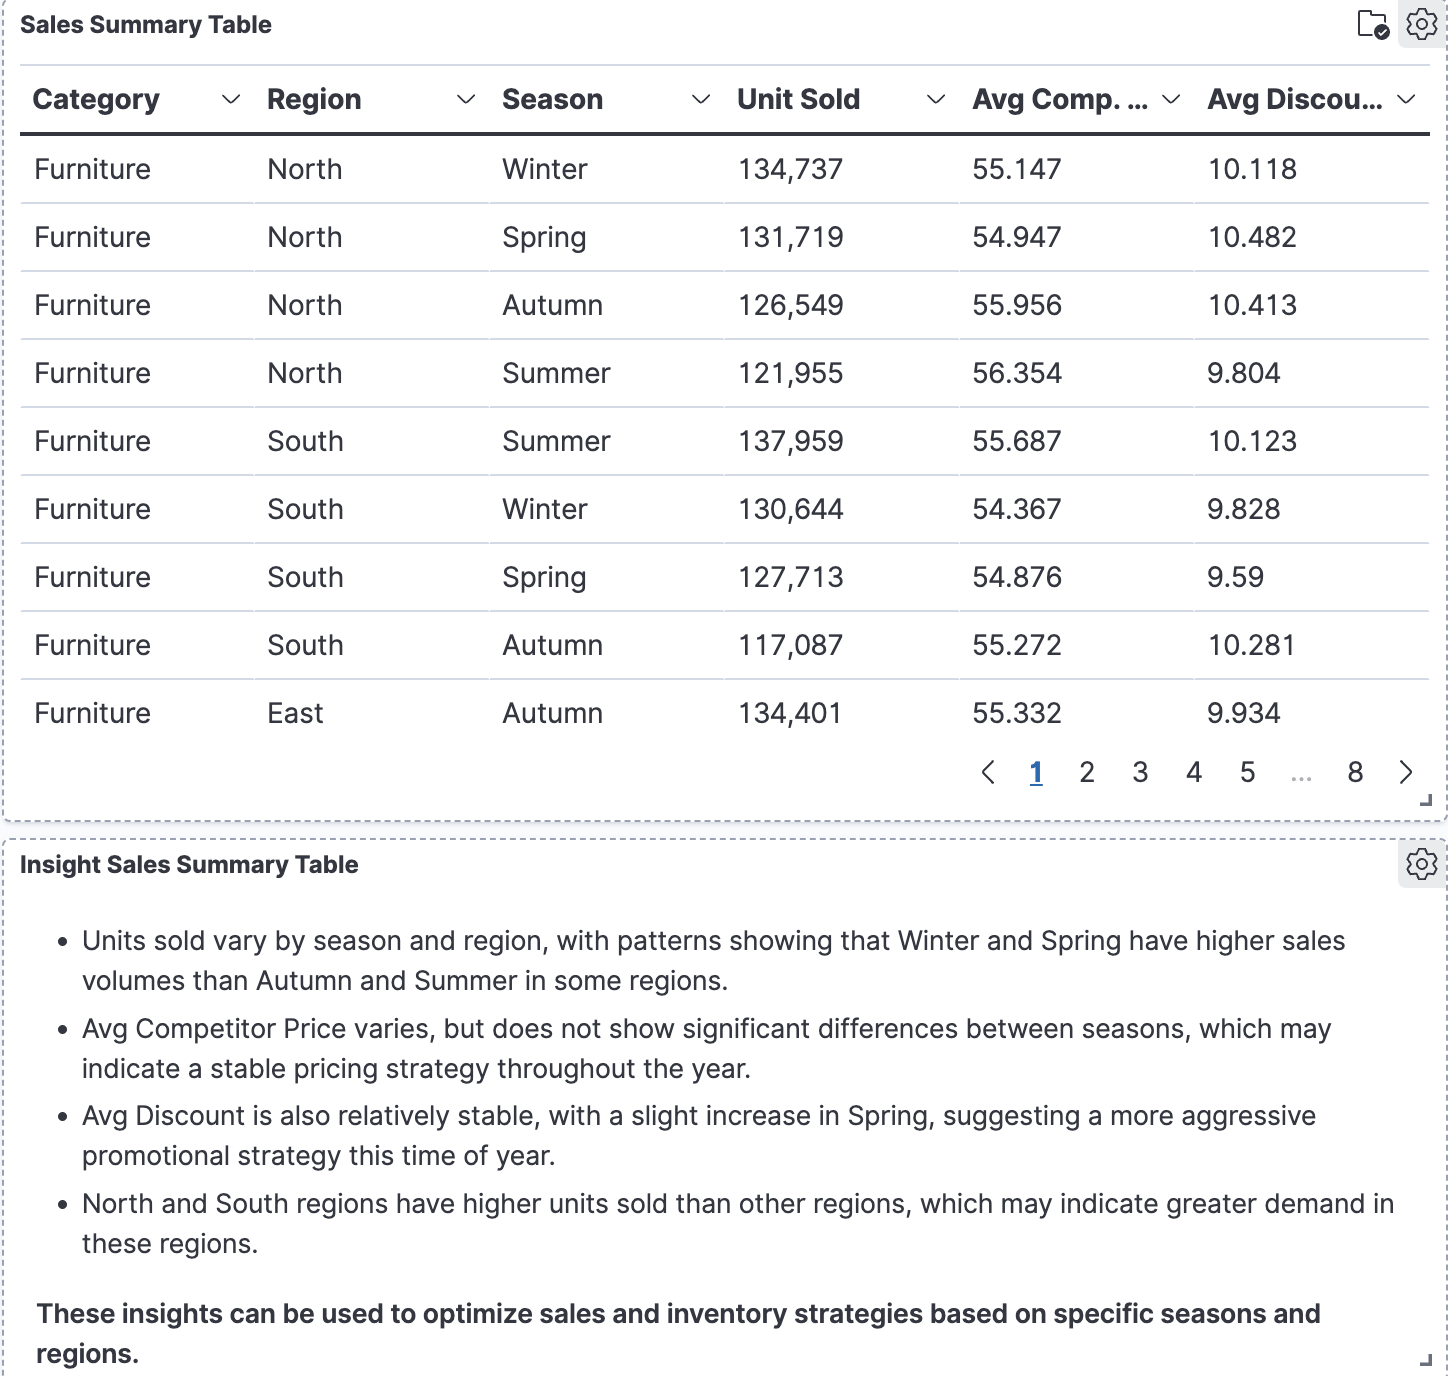 Sales Summary Table
Category Region Season Unit Sold Avg Comp. ... Avg Discou...
Furniture North Winter 134,737 55.147 10.118
Furniture North Spring 131,719 54.947 10.482
Furniture North Autumn 126,549 55.956 10.413
Furniture North Summer 121,955 56.354 9.804
Furniture South Summer 137,959 55.687 10.123
Furniture South Winter 130,644 54.367 9.828
Furniture South Spring 127,713 54.876 9.59
Furniture South Autumn 117,087 55.272 10.281
Furniture East Autumn 134,401 55.332 9.934
1 2 3 4 5 ... 8
Insight Sales Summary Table
• Units sold vary by season and region, with patterns showing that Winter and Spring have higher sales
volumes than Autumn and Summer in some regions.
• Avg Competitor Price varies, but does not show significant differences between seasons, which may
indicate a stable pricing strategy throughout the year.
• Avg Discount is also relatively stable, with a slight increase in Spring, suggesting a more aggressive
promotional strategy this time of year.
• North and South regions have higher units sold than other regions, which may indicate greater demand in
these regions.
These insights can be used to optimize sales and inventory strategies based on specific seasons and
regions.